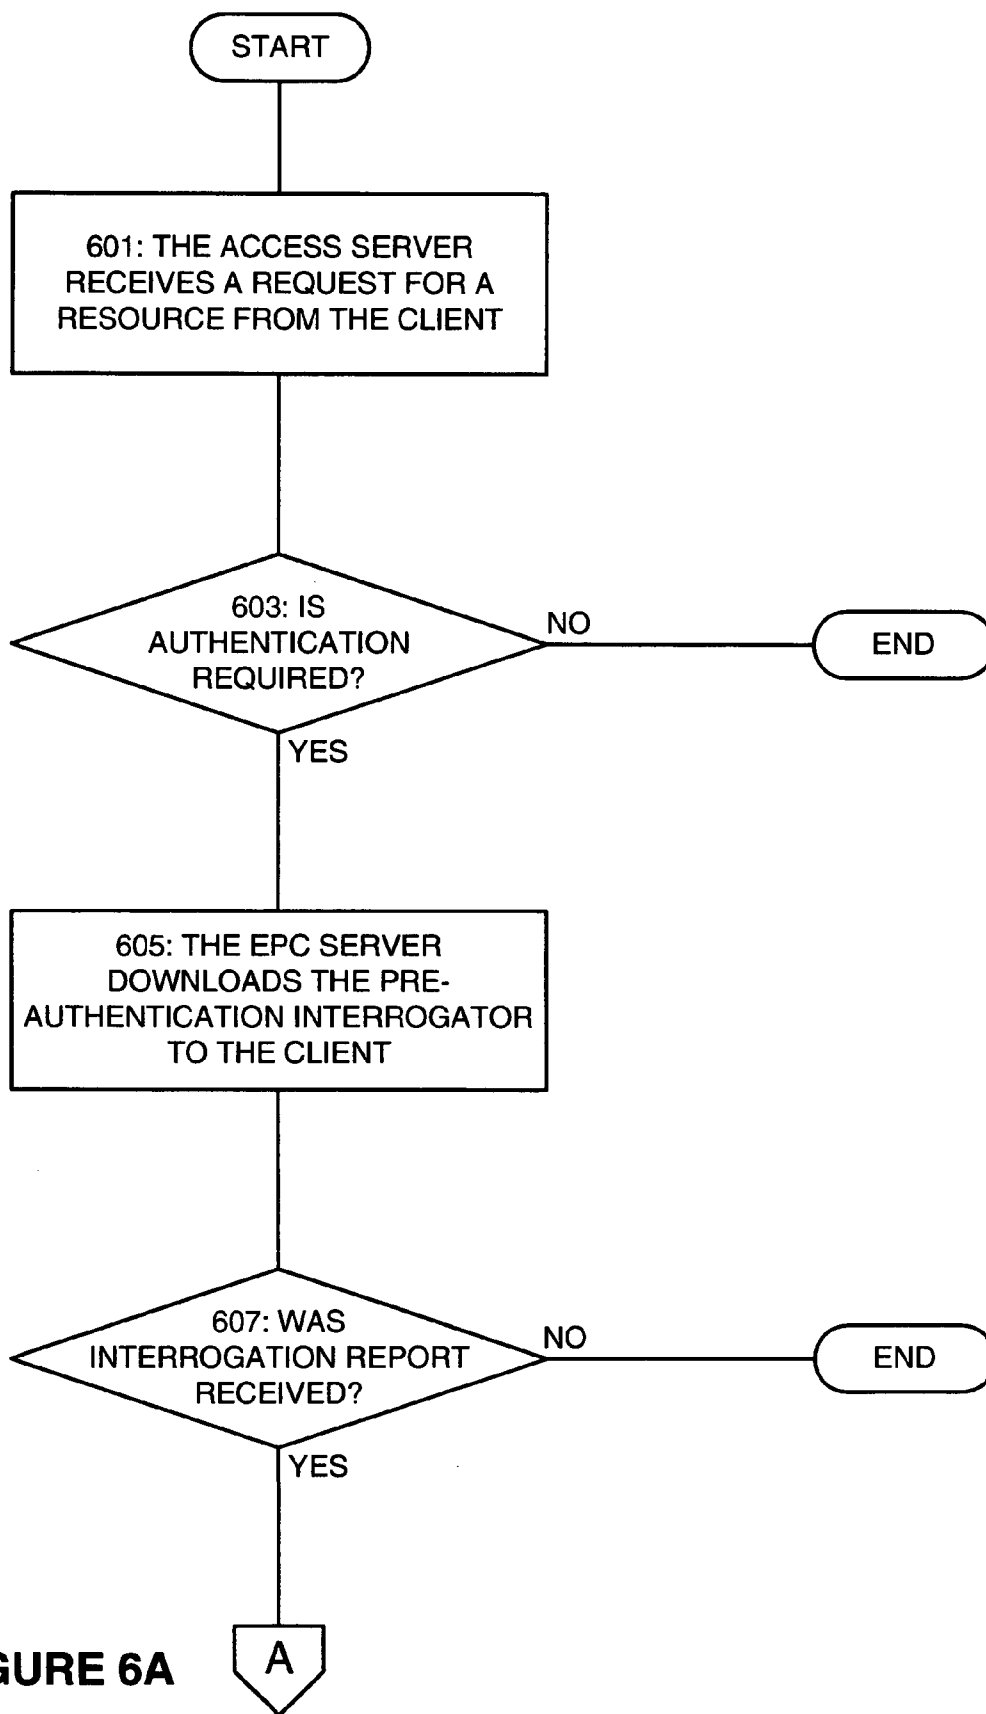 START
601: THE ACCESS SERVER
RECEIVES A REQUEST FOR A
RESOURCE FROM THE CLIENT
603: IS
AUTHENTICATION
REQUIRED?
NO
END
YES
605: THE EPC SERVER
DOWNLOADS THE PRE-
AUTHENTICATION INTERROGATOR
TO THE CLIENT
607: WAS
INTERROGATION REPORT
RECEIVED?
NO
END
YES
A
GURE 6A